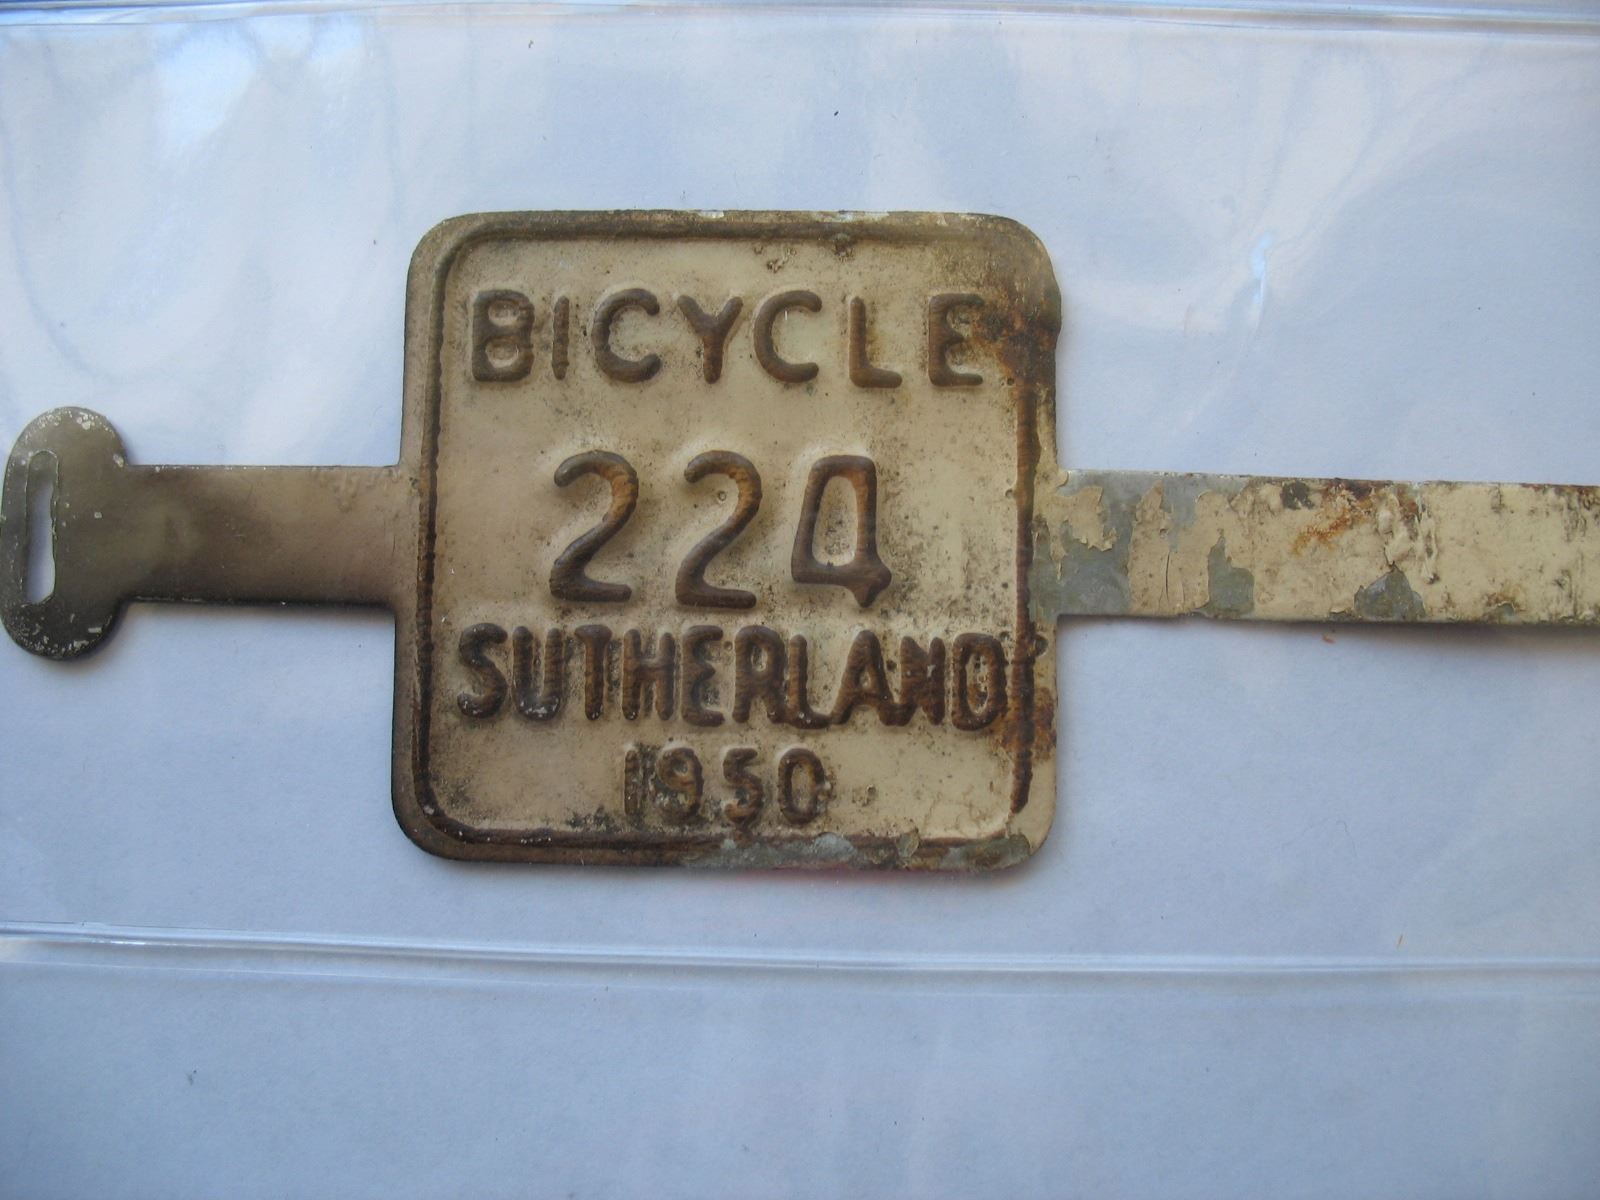 BICYCLE
224
SUTHERLAND
1950